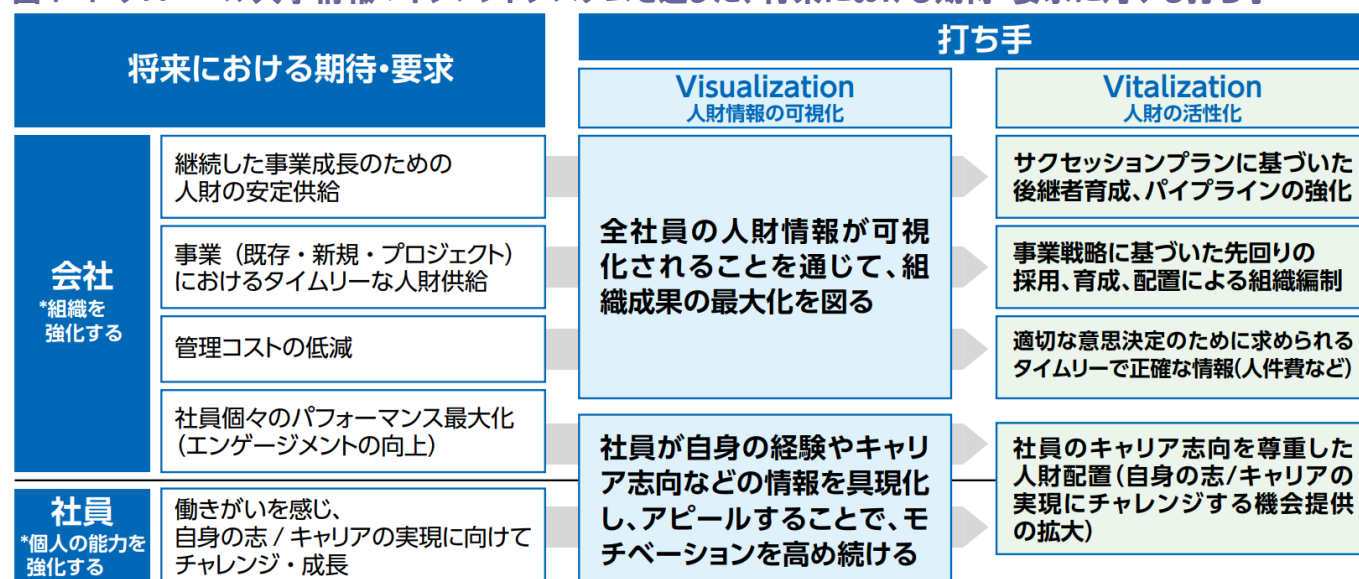 将来における期待・要求
打ち手
Visualization
人財情報の可視化
Vitalization
人財の活性化
会社
*組織を
強化する
継続した事業成長のための
人財の安定供給
事業（既存・新規・プロジェクト）
におけるタイムリーな人財供給
管理コストの低減
社員個々のパフォーマンス最大化
（エンゲージメントの向上）
全社員の人財情報が可視
化されることを通じて、組
織成果の最大化を図る
サクセッションプランに基づいた
後継者育成、パイプラインの強化
事業戦略に基づいた先回りの
採用、育成、配置による組織編制
適切な意思決定のために求められる
タイムリーで正確な情報(人件費など)
社員
*個人の能力を
強化する
働きがいを感じ、
自身の志 / キャリアの実現に向けて
チャレンジ・成長
社員が自身の経験やキャリ
ア志向などの情報を具現化
し、アピールすることで、モ
チベーションを高め続ける
社員のキャリア志向を尊重した
人財配置(自身の志/キャリアの
実現にチャレンジする機会提供
の拡大)